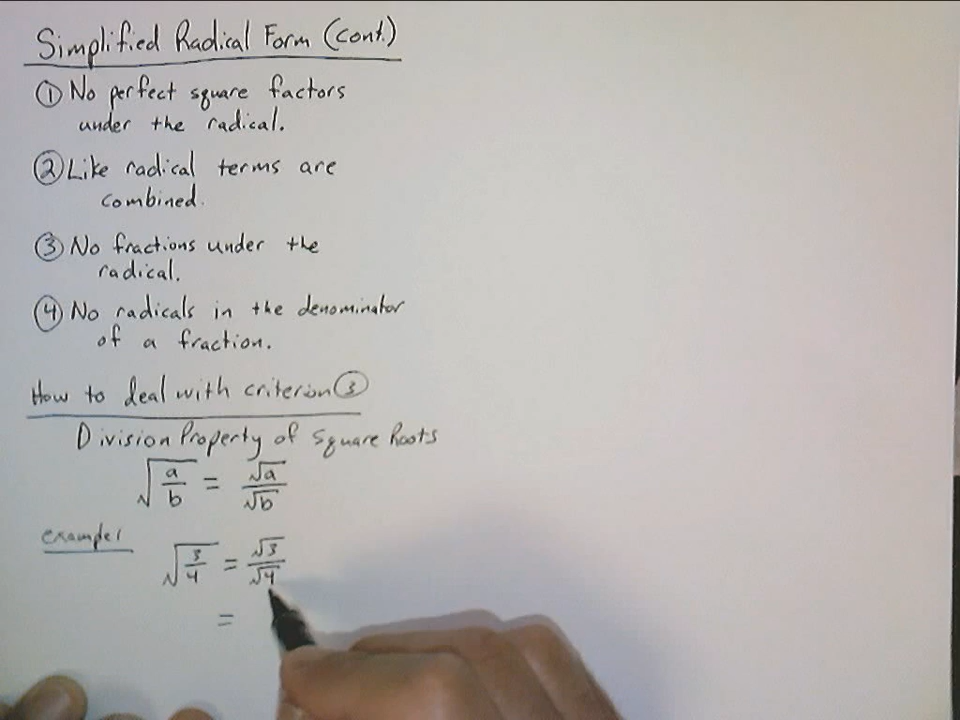 Simplified Radical Form (cont.)
① No perfect square factors
under the radical.
② Like radical terms are
combined.
③ No fractions under the
radical.
④ No radicals in the denominator
of a fraction.
How to deal with criterion ③
Division Property of Square Roots
√(a/b) = √a/√b
example1
√(3/4) = √3/√4
=